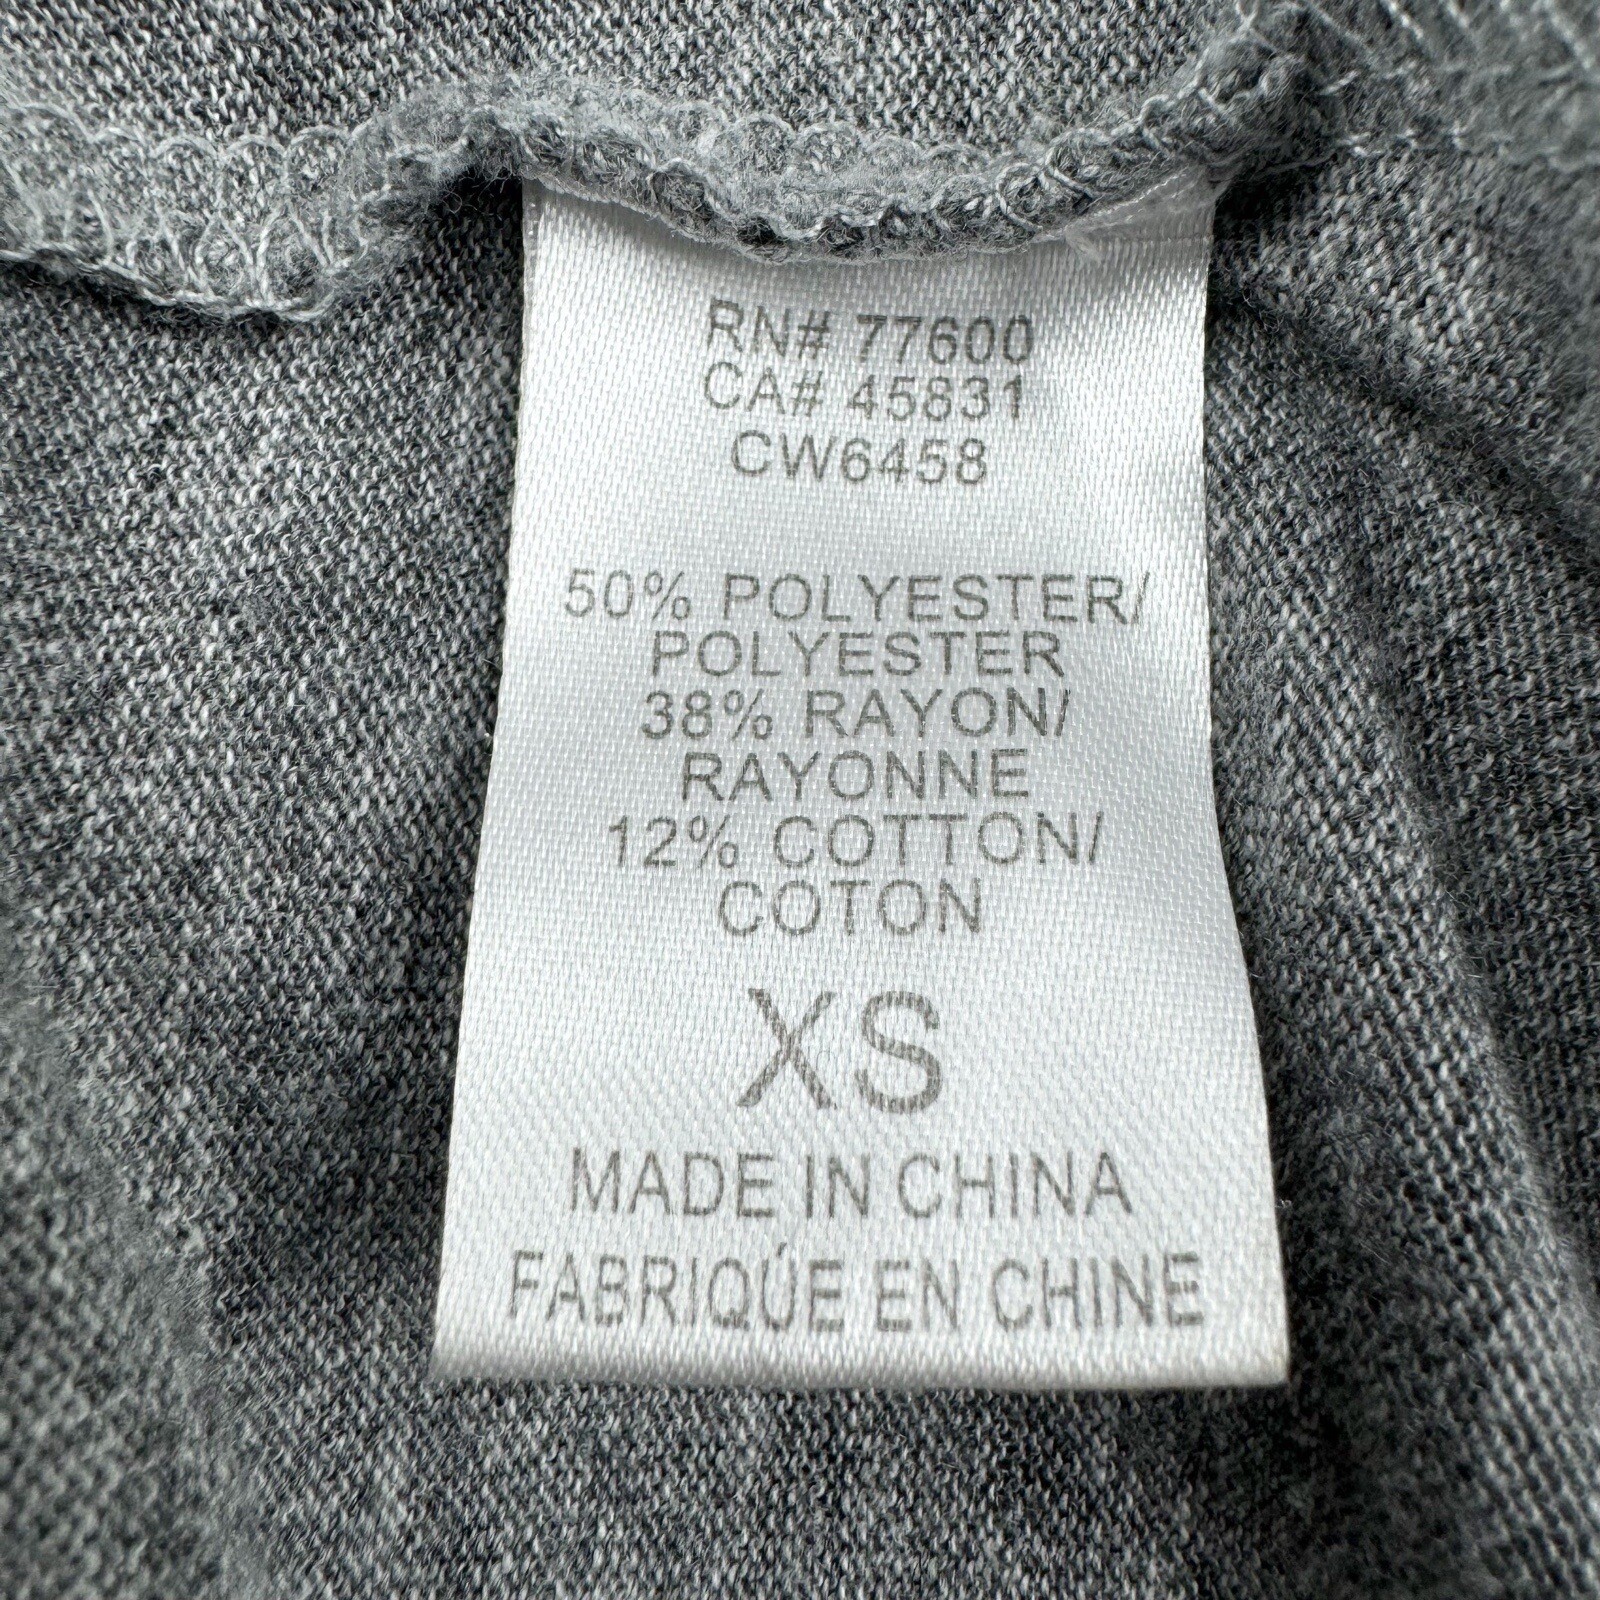 RN# 77600
CA# 45831
CW6458
50% POLYESTER/
POLYESTER
38% RAYON/
RAYONNE
12% COTTON/
COTON
XS
MADE IN CHINA
FABRIQÚE EN CHINE